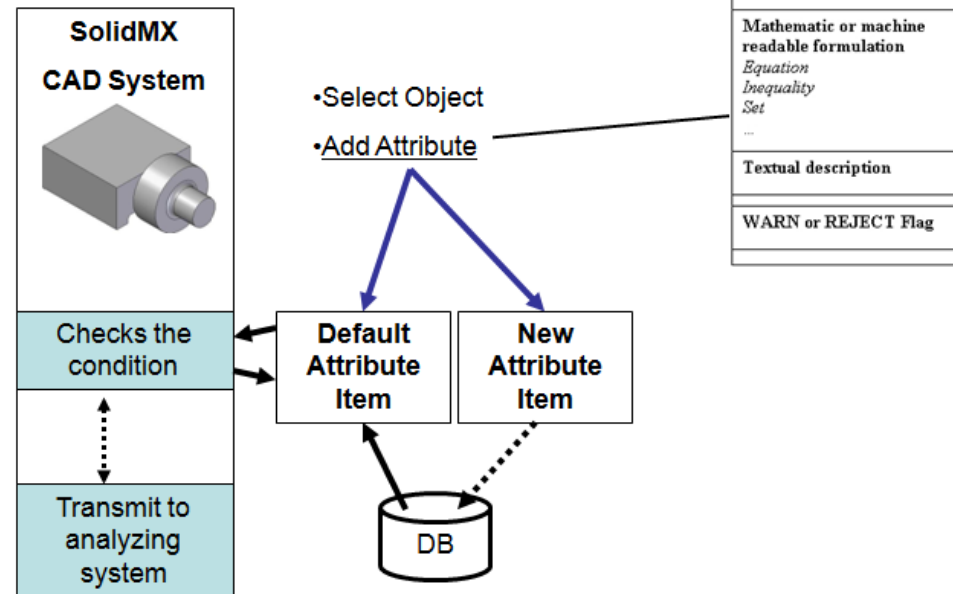 SolidMX
CAD System
•Select Object
•Add Attribute
Mathematic or machine
readable formulation
Equation
Inequality
Set
...
Textual description
WARN or REJECT Flag
Checks the
condition
Default
Attribute
Item
New
Attribute
Item
Transmit to
analyzing
system
DB